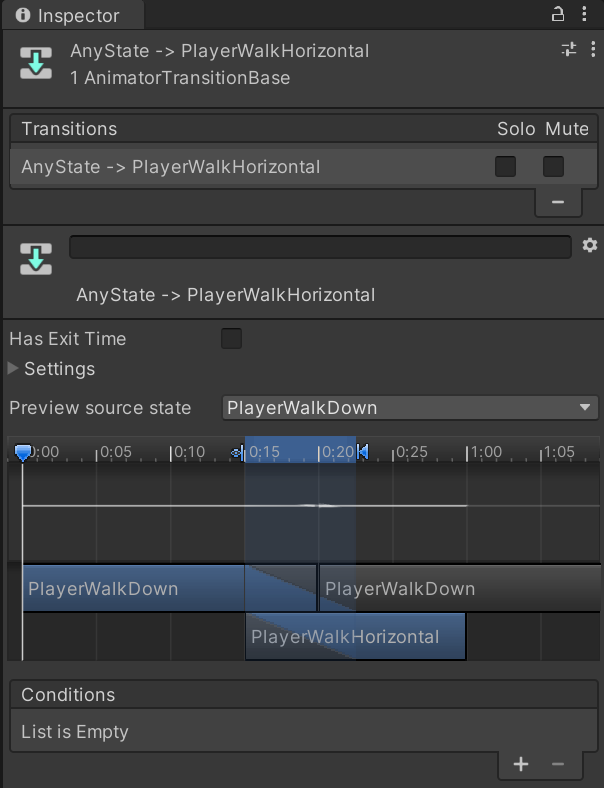 Inspector
AnyState -> PlayerWalkHorizontal
1 AnimatorTransitionBase
Transitions Solo Mute
AnyState -> PlayerWalkHorizontal
AnyState -> PlayerWalkHorizontal
Has Exit Time
Settings
Preview source state PlayerWalkDown
0:00 0:05 0:10 0:15 0:20 0:25 1:00 1:05
PlayerWalkDown PlayerWalkDown
PlayerWalkHorizontal
Conditions
List is Empty